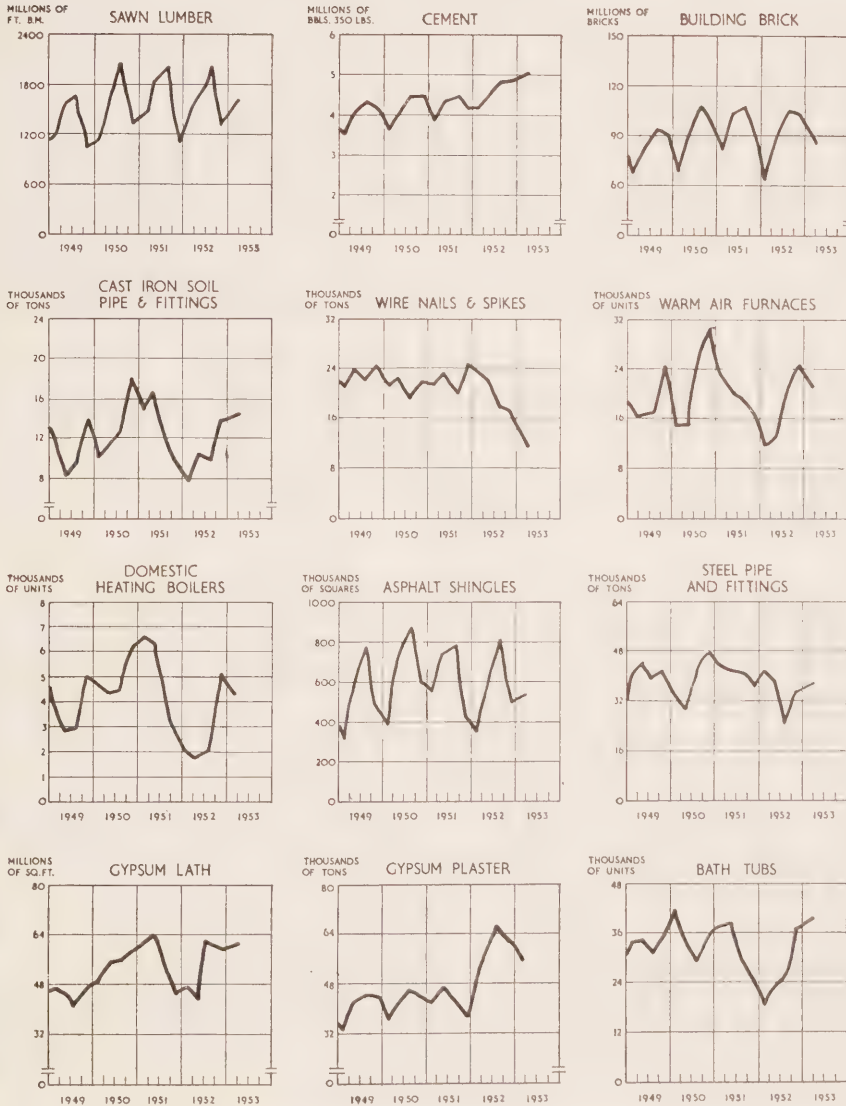 MILLIONS OF
FT. B.M.
SAWN LUMBER
2400
1800
1200
600
0
1949 1950 1951 1952 1953
MILLIONS OF
BBLS. 350 LBS.
CEMENT
6
5
4
3
2
0
1949 1950 1951 1952 1953
MILLIONS OF
BRICKS
BUILDING BRICK
150
120
90
60
0
1949 1950 1951 1952 1953
THOUSANDS
OF TONS
CAST IRON SOIL
PIPE & FITTINGS
24
20
16
12
8
0
1949 1950 1951 1952 1953
THOUSANDS
OF TONS
WIRE NAILS & SPIKES
32
24
16
8
0
1949 1950 1951 1952 1953
THOUSANDS
OF UNITS
WARM AIR FURNACES
32
24
16
8
0
1949 1950 1951 1952 1953
THOUSANDS
OF UNITS
DOMESTIC
HEATING BOILERS
8
7
6
5
4
3
2
1
0
1949 1950 1951 1952 1953
THOUSANDS
OF SQUARES
ASPHALT SHINGLES
1000
800
600
400
200
0
1949 1950 1951 1952 1953
THOUSANDS
OF TONS
STEEL PIPE
AND FITTINGS
64
48
32
16
0
1949 1950 1951 1952 1953
MILLIONS
OF SQ.FT.
GYPSUM LATH
80
64
48
32
0
1949 1950 1951 1952 1953
THOUSANDS
OF TONS
GYPSUM PLASTER
80
64
48
32
0
1949 1950 1951 1952 1953
THOUSANDS
OF UNITS
BATH TUBS
48
36
24
12
0
1949 1950 1951 1952 1953